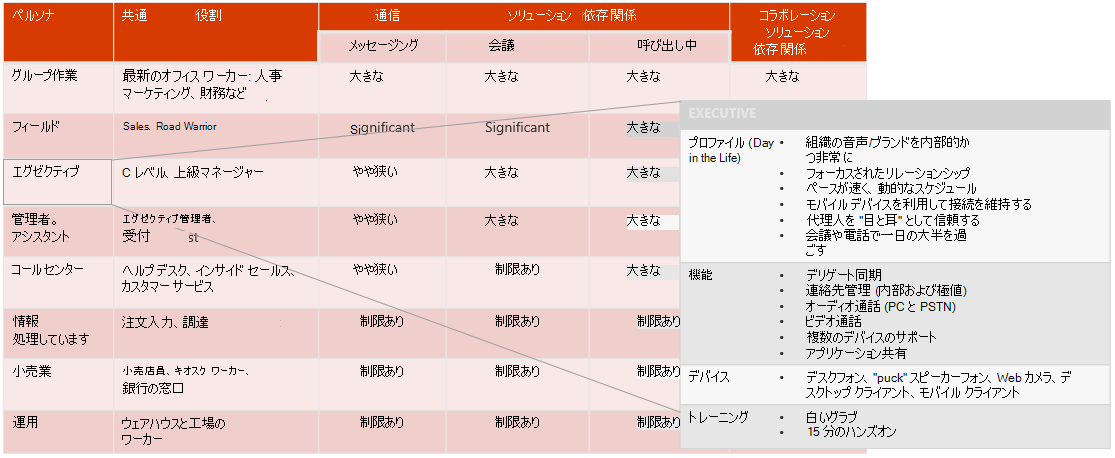 ペルソナ 共通 役割 通信 ソリューション 依存関係 コラボレーション
ソリューション
依存関係
メッセージング 会議 呼び出し中
グループ作業 最新のオフィス ワーカー: 人事
マーケティング、財務など 大きな 大きな 大きな 大きな
フィールド Sales. Road Warrior Significant Significant 大きな
エグゼクティブ C レベル、上級マネージャー やや狭い 大きな 大きな
管理者。
アシスタント エグゼクティブ管理者、
受付 st やや狭い 大きな 大きな
コールセンター ヘルプデスク、インサイド セールス、
カスタマー サービス やや狭い 制限あり 大きな
情報
処理しています 注文入力、調達 制限あり 制限あり 制限あり
小売業 小売店員、キオスク ワーカー、
銀行の窓口 制限あり 制限あり 制限あり
運用 ウェアハウスと工場の
ワーカー 制限あり 制限あり 制限あり
EXECUTIVE
プロファイル (Day
in the Life)
• 組織の音声/ブランドを内部的か
つ非常に
• フォーカスされたリレーションシップ
• ペースが速く、動的なスケジュール
• モバイル デバイスを利用して接続を維持する
• 代理人を "目と耳" として信頼する
• 会議や電話で一日の大半を過
ごす
機能
• デリゲート同期
• 連絡先管理 (内部および極値)
• オーディオ通話 (PC と PSTN)
• ビデオ通話
• 複数のデバイスのサポート
• アプリケーション共有
デバイス
• デスクフォン、"puck" スピーカーフォン、Web カメラ、デ
スクトップ クライアント、モバイル クライアント
トレーニング
• 白いグラブ
• 15 分のハンズオン